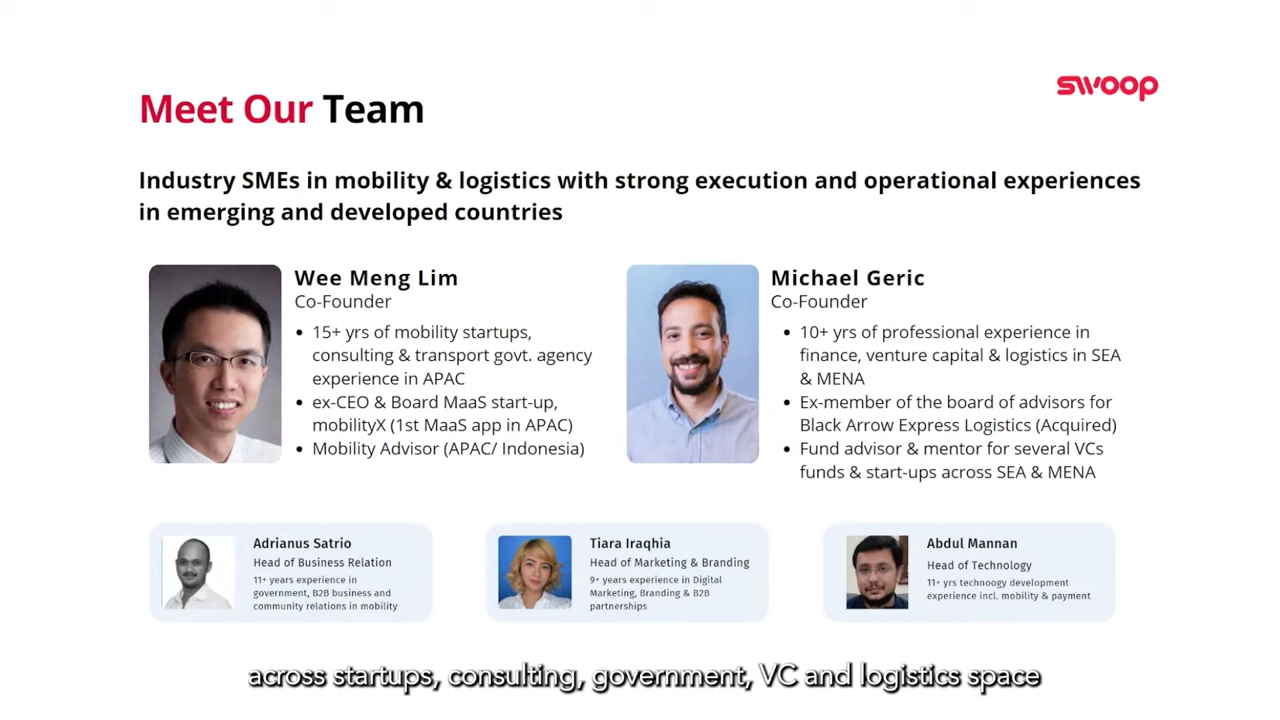 swoop
Meet Our Team
Industry SMEs in mobility & logistics with strong execution and operational experiences
in emerging and developed countries
Wee Meng Lim
Co-Founder
• 15+ yrs of mobility startups,
consulting & transport govt. agency
experience in APAC
• ex-CEO & Board MaaS start-up,
mobilityX (1st MaaS app in APAC)
• Mobility Advisor (APAC/ Indonesia)
Michael Geric
Co-Founder
• 10+ yrs of professional experience in
finance, venture capital & logistics in SEA
& MENA
• Ex-member of the board of advisors for
Black Arrow Express Logistics (Acquired)
• Fund advisor & mentor for several VCs
funds & start-ups across SEA & MENA
Adrianus Satrio
Head of Business Relation
11+ years experience in
government, B2B business and
community relations in mobility
Tiara Iraqhia
Head of Marketing & Branding
9+ years experience in Digital
Marketing, Branding & B2B
partnerships
Abdul Mannan
Head of Technology
11+ yrs technoogy development
experience incl. mobility & payment
across startups, consulting, government, VC and logistics space